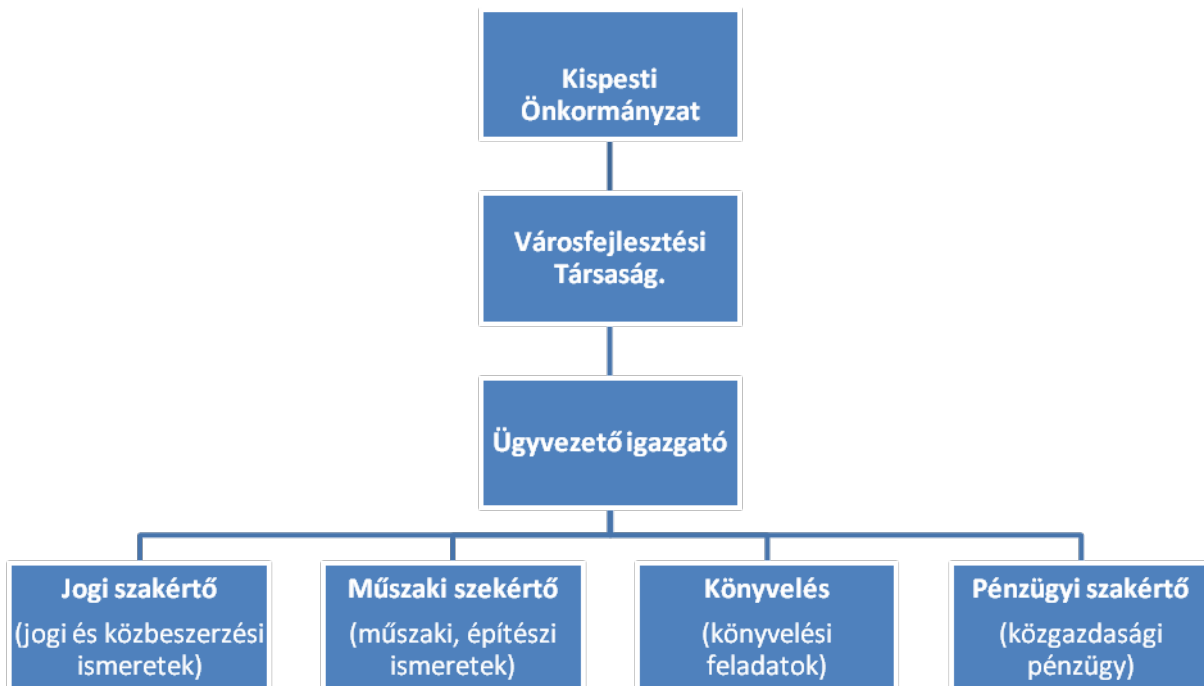 Kispesti
Önkormányzat
Városfejlesztési
Társaság.
Ügyvezető igazgató
Jogi szakértő
(jogi és közbeszerzési
ismeretek)
Műszaki szekértő
(műszaki, építészi
ismeretek)
Könyvelés
(könyvelési
feladatok)
Pénzügyi szakértő
(közgazdasági
pénzügy)